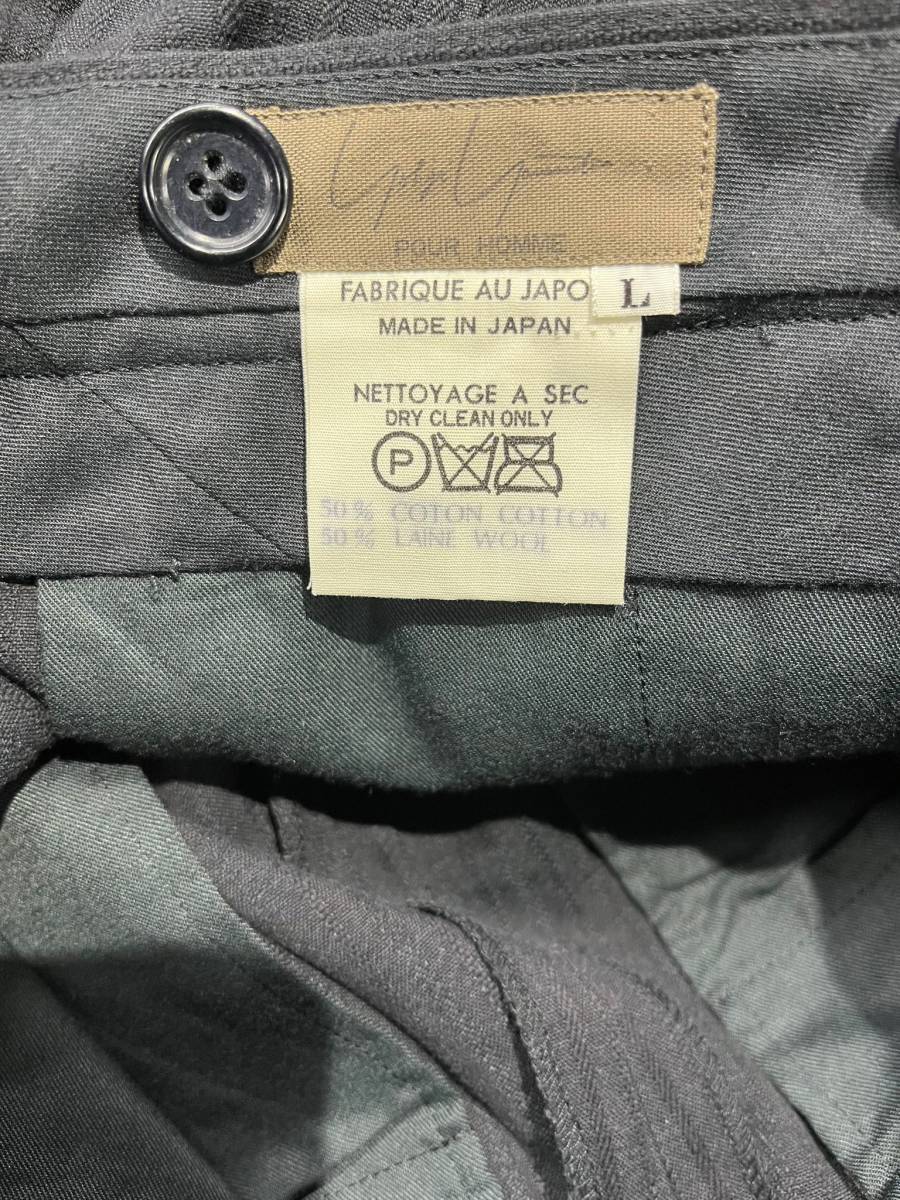 POUR HOMME
FABRIQUE AU JAPO
L
MADE IN JAPAN
NETTOYAGE A SEC
DRY CLEAN ONLY
P
50% COTON COTTON
50% LAINE WOOL